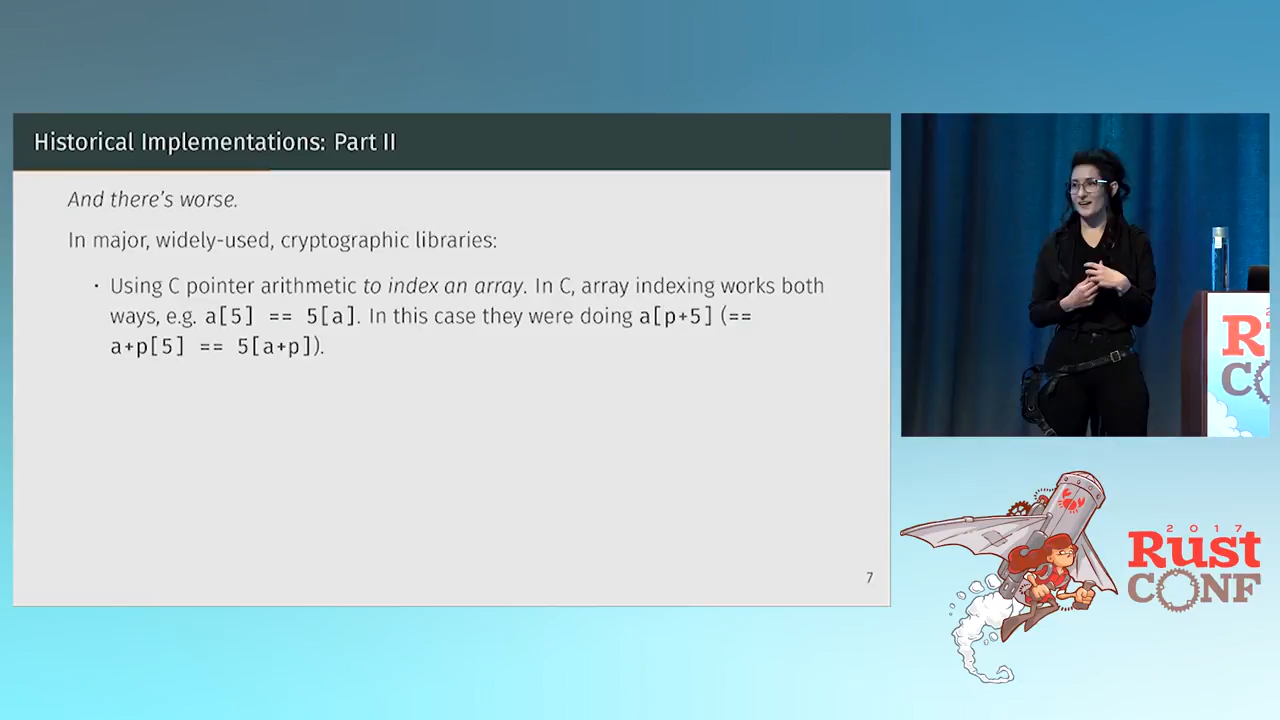 Historical Implementations: Part II
And there's worse.
In major, widely-used, cryptographic libraries:
· Using C pointer arithmetic to index an array. In C, array indexing works both
ways, e.g. a[5] == 5[a]. In this case they were doing a[p+5] (==
a+p[5] == 5[a+p]).
7
2017
Rust
CONF